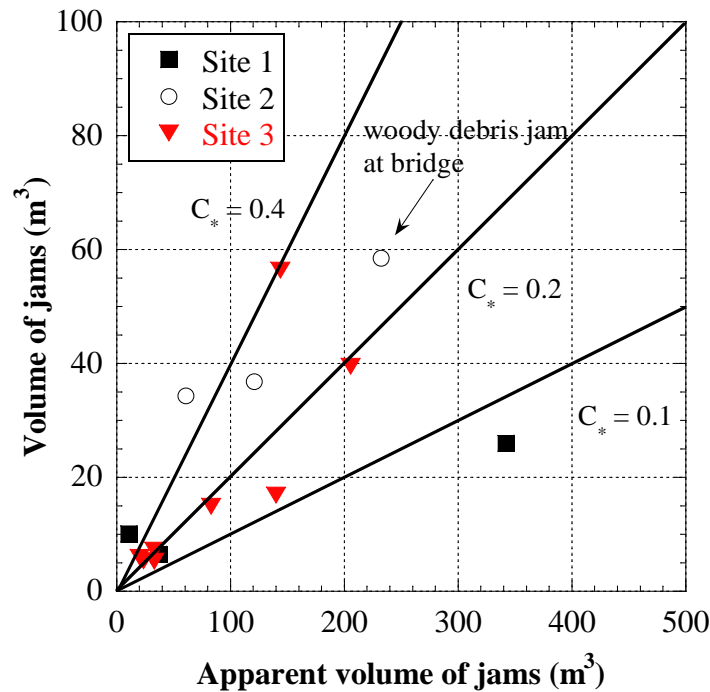 100
80
60
40
20
0
Volume of jams (m³)
Site 1
Site 2
Site 3
woody debris jam
at bridge
C* = 0.4
C* = 0.2
C* = 0.1
0 100 200 300 400 500
Apparent volume of jams (m³)